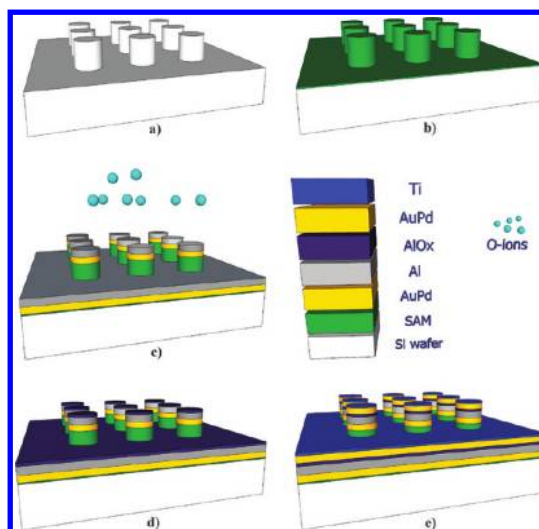 a)
b)
Ti
AuPd
AlOx
Al
AuPd
SAM
Si wafer
O-ions
c)
d)
e)